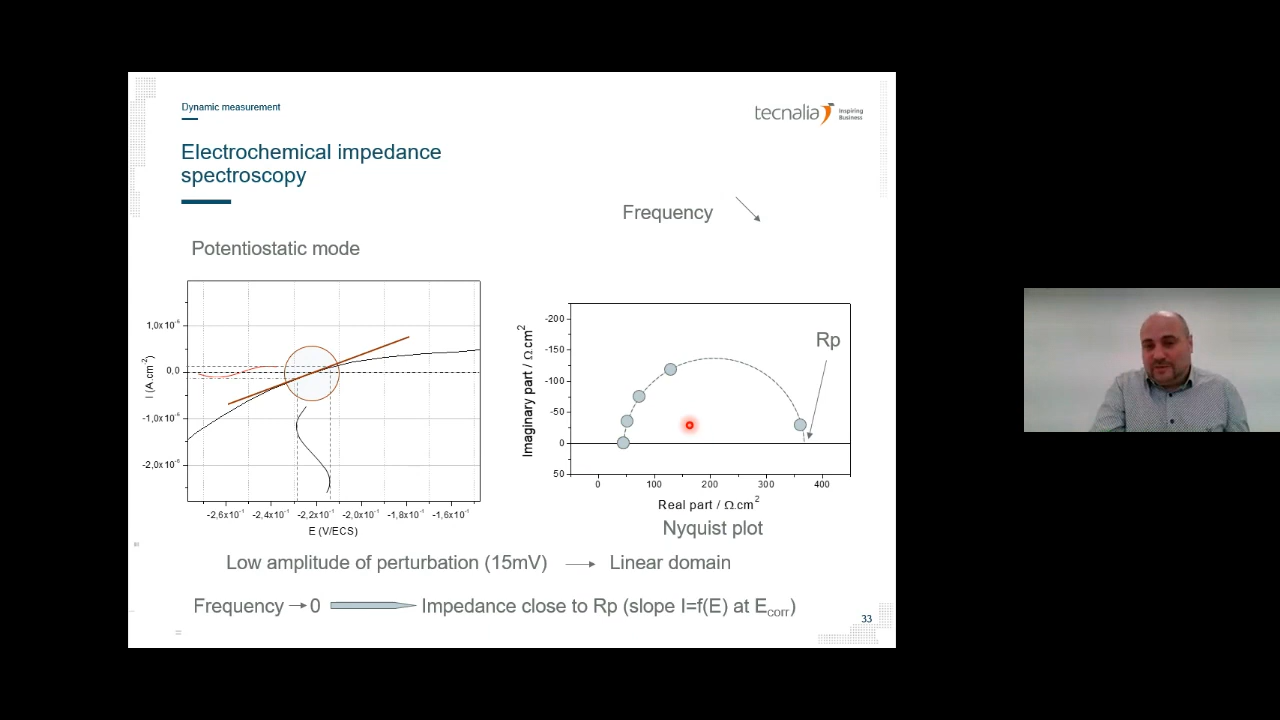 Dynamic measurement
tecnalia Inspiring Business
Electrochemical impedance
spectroscopy
Frequency
Potentiostatic mode
I (A.cm-2)
1,0x10-6
0,0
-1,0x10-6
-2,0x10-6
-2,6x10-1 -2,4x10-1 -2,2x10-1 -2,0x10-1 -1,8x10-1 -1,6x10-1
E (V/ECS)
Imaginary part / Ω.cm2
-200
-150
-100
-50
0
50
Rp
0 100 200 300 400
Real part / Ω.cm2
Nyquist plot
Low amplitude of perturbation (15mV) → Linear domain
Frequency → 0 Impedance close to Rp (slope I=f(E) at Ecorr)
33